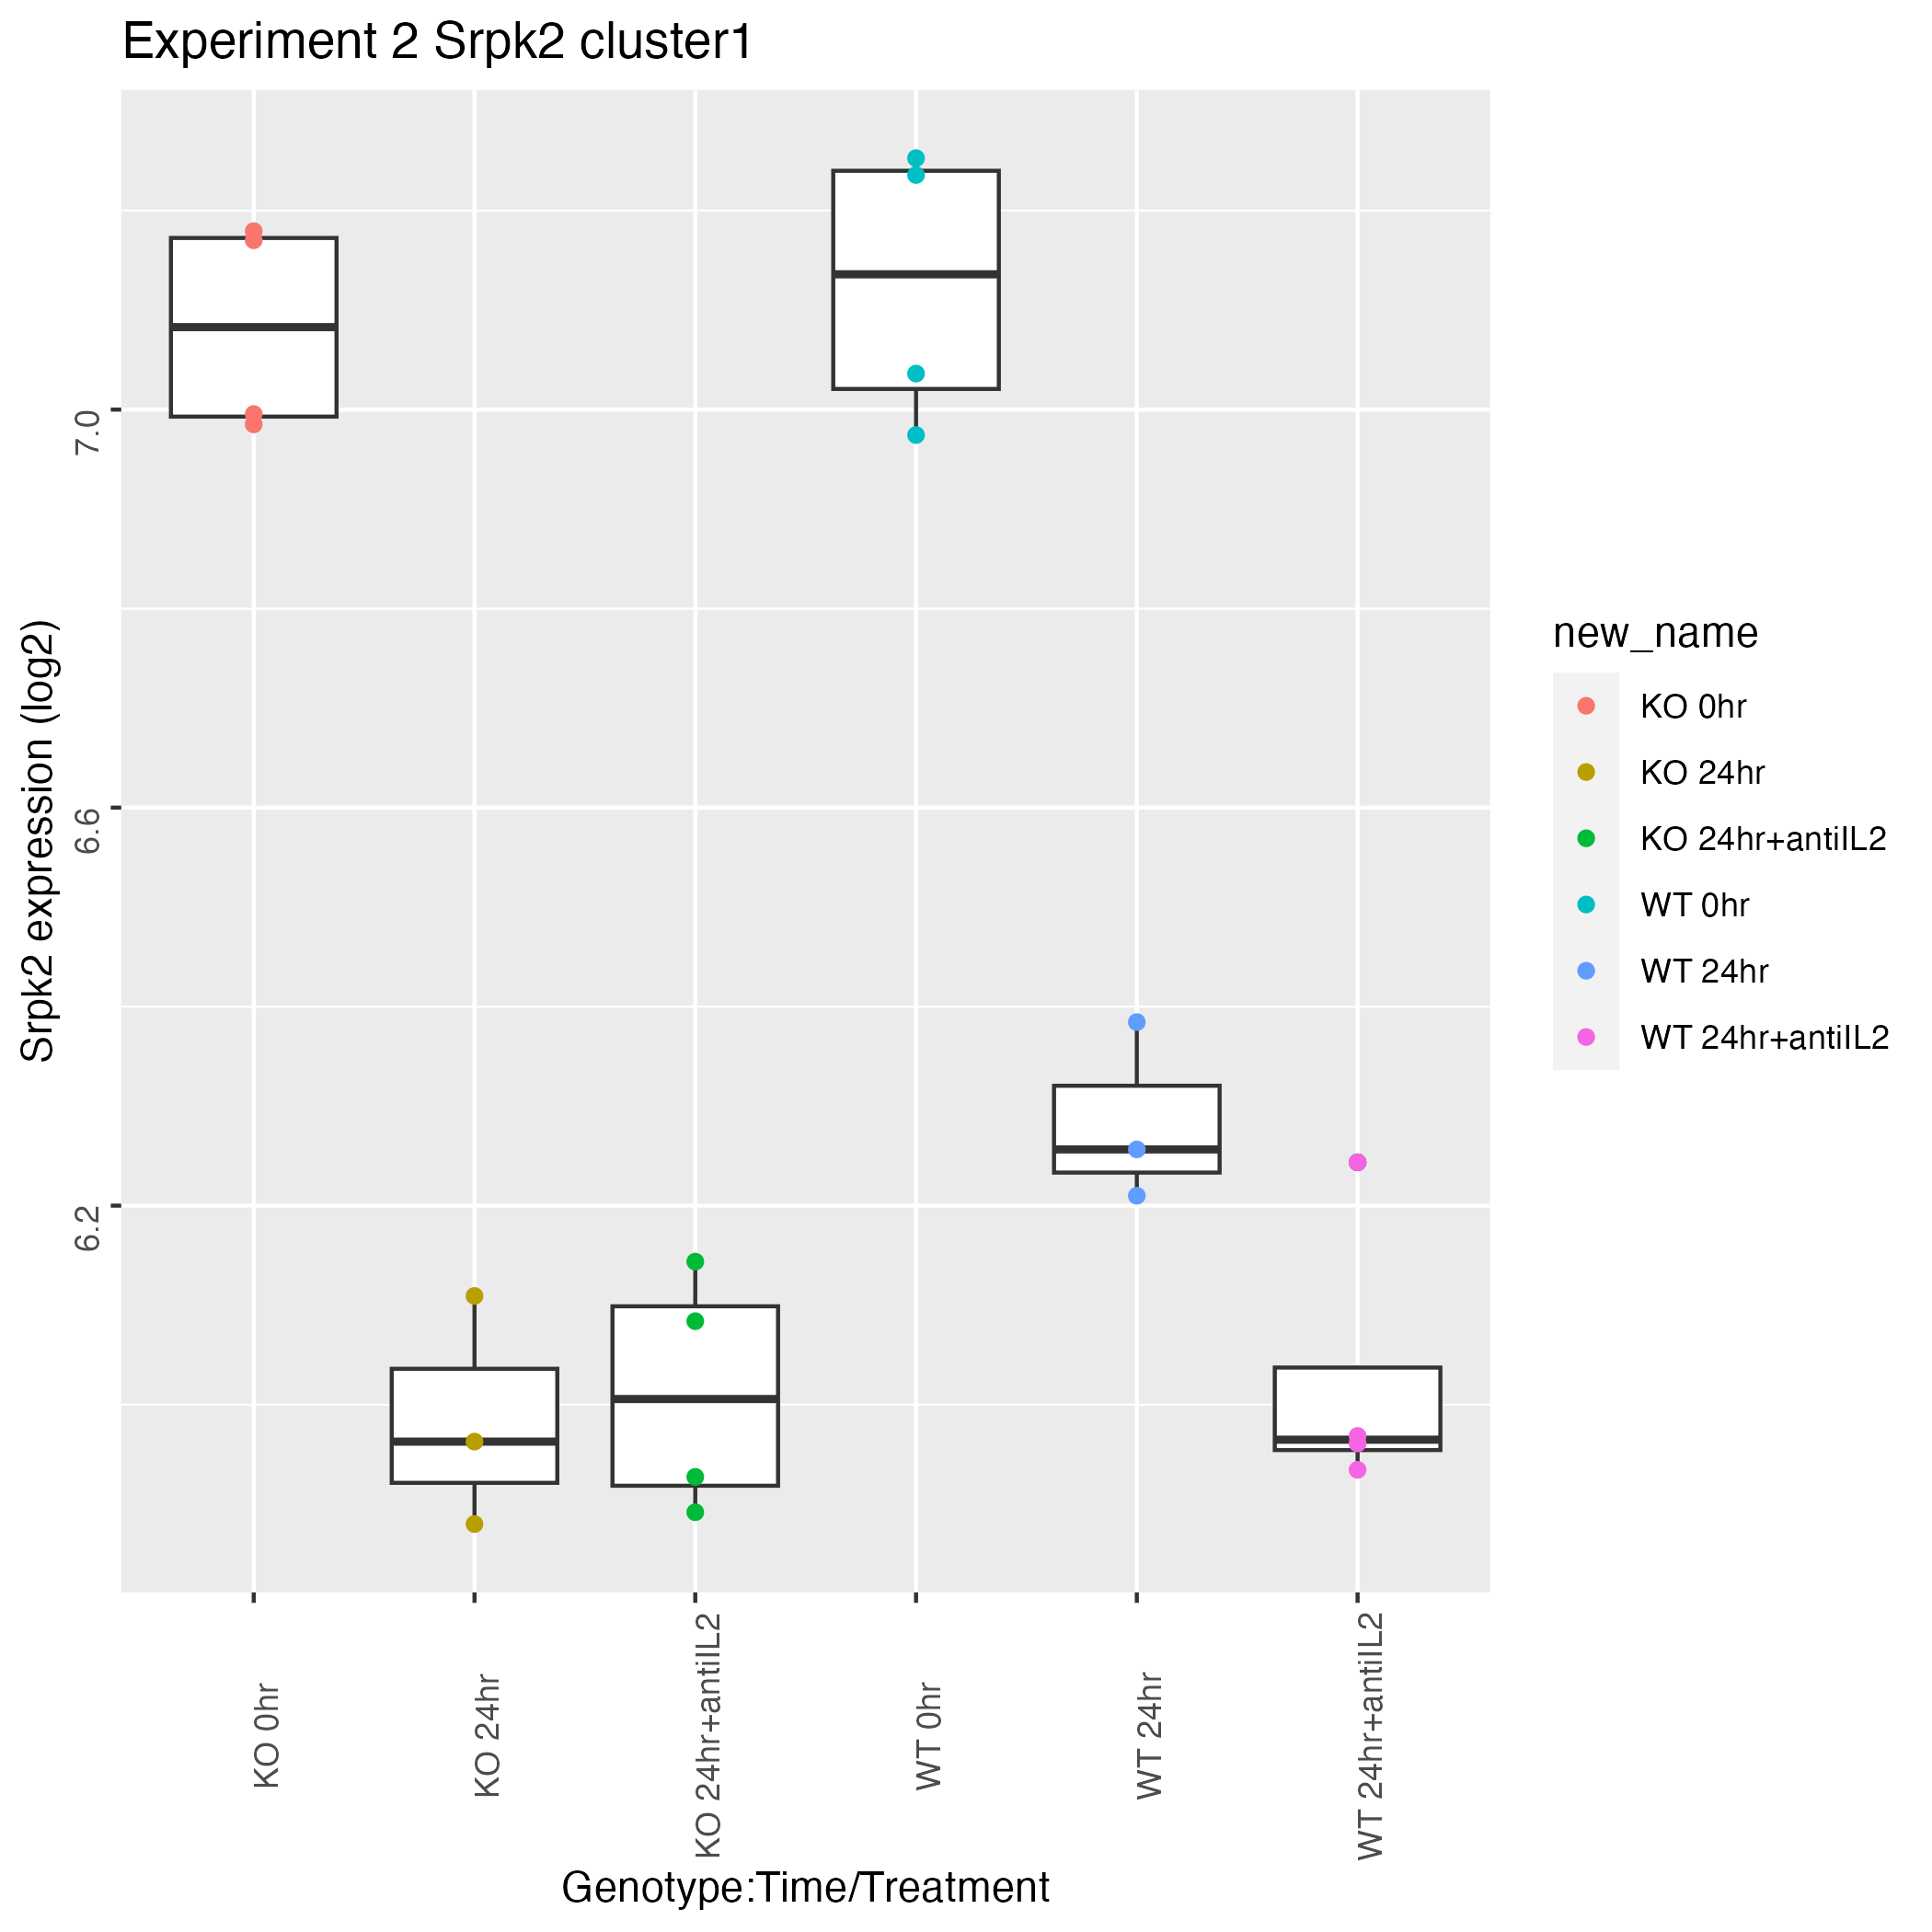 Experiment 2 Srpk2 cluster1
Srpk2 expression (log2)
7.0
6.6
6.2
KO 0hr
KO 24hr
KO 24hr+antiIL2
WT 0hr
WT 24hr
WT 24hr+antiIL2
Genotype:Time/Treatment
new_name
KO 0hr
KO 24hr
KO 24hr+antiIL2
WT 0hr
WT 24hr
WT 24hr+antiIL2